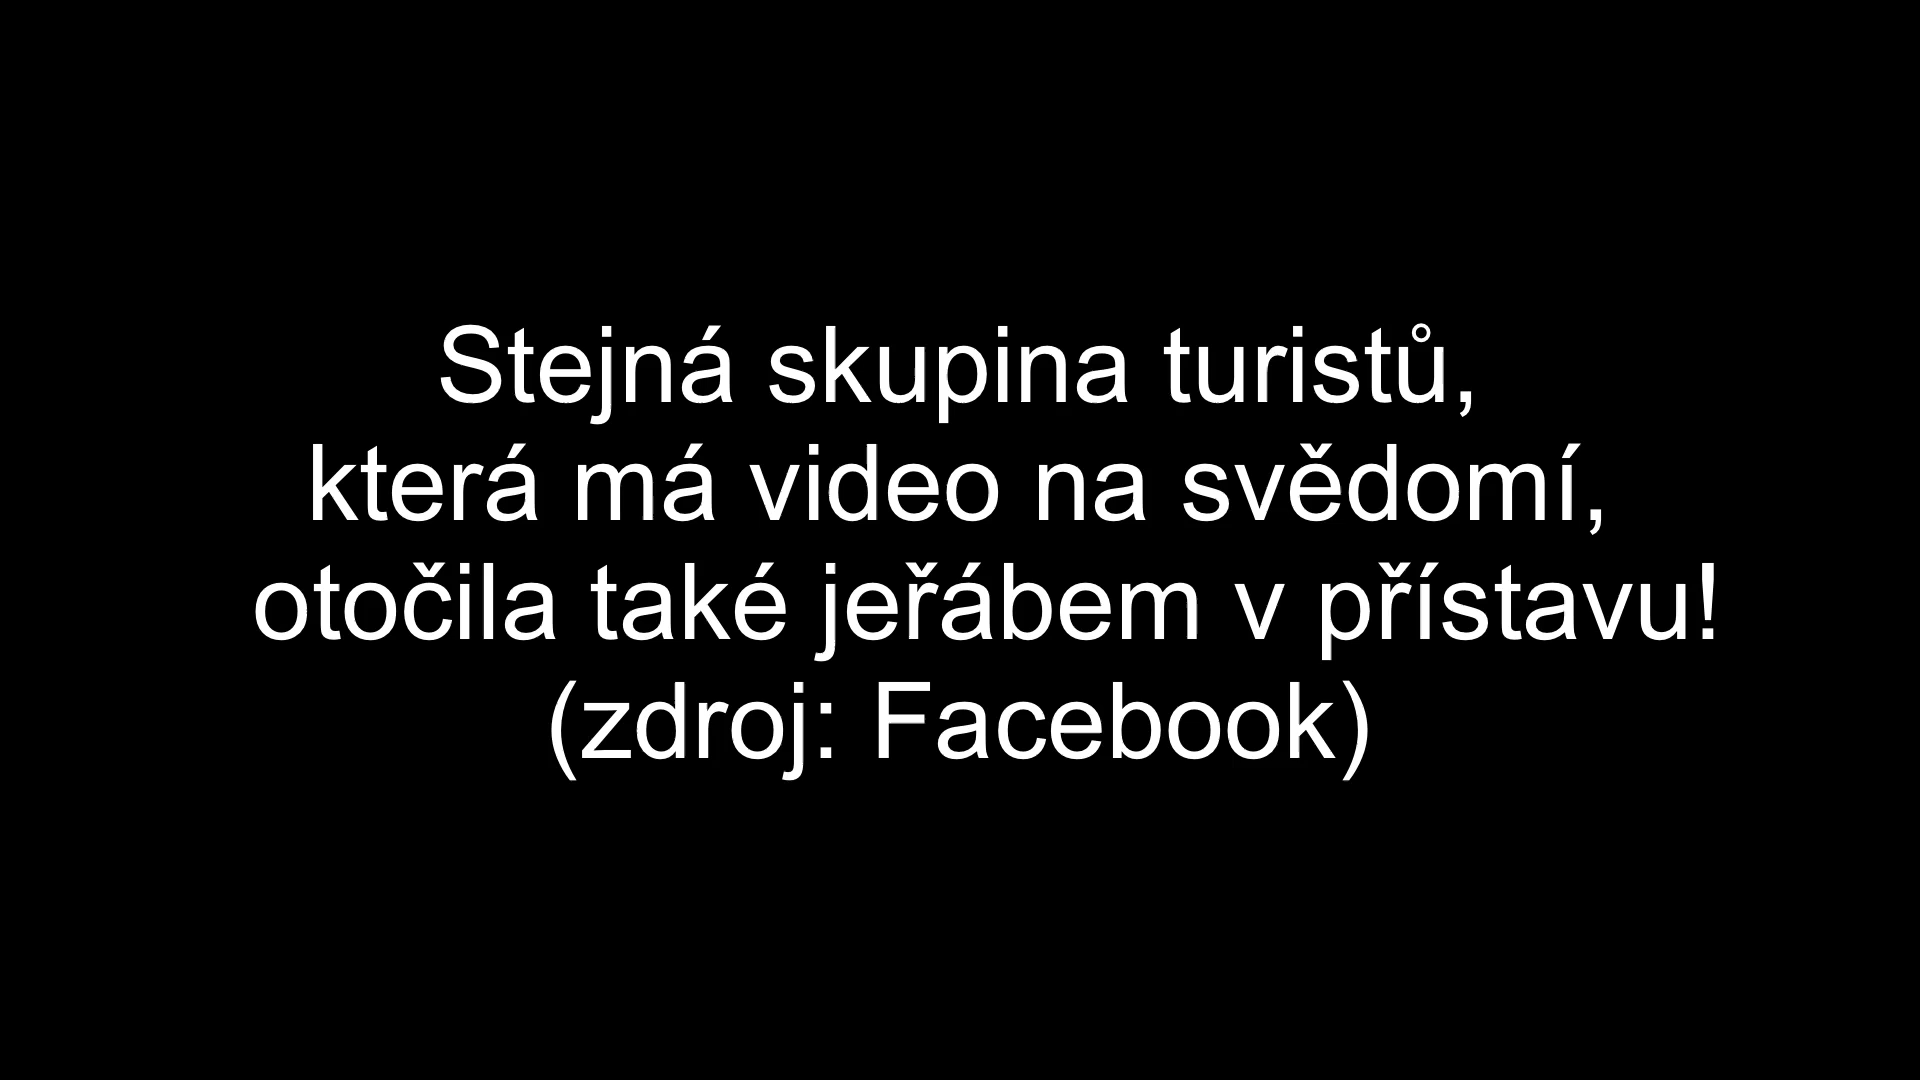 Stejná skupina turistů,
která má video na svědomí,
otočila také jeřábem v přístavu!
(zdroj: Facebook)